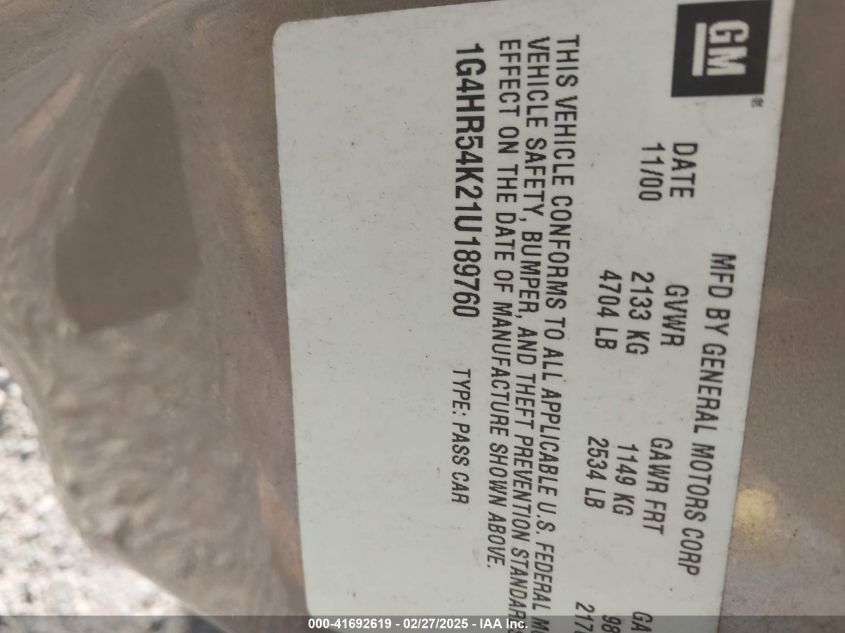 GM
MFD BY GENERAL MOTORS CORP
DATE GVWR GAWR FRT
11/00 2133 KG 1149 KG
4704 LB 2534 LB
THIS VEHICLE CONFORMS TO ALL APPLICABLE U.S. FEDERAL
VEHICLE SAFETY, BUMPER, AND THEFT PREVENTION STANDARDS
EFFECT ON THE DATE OF MANUFACTURE SHOWN ABOVE.
1G4HR54K21U189760 TYPE: PASS CAR
000-41692619 - 02/27/2025 - IAA Inc.